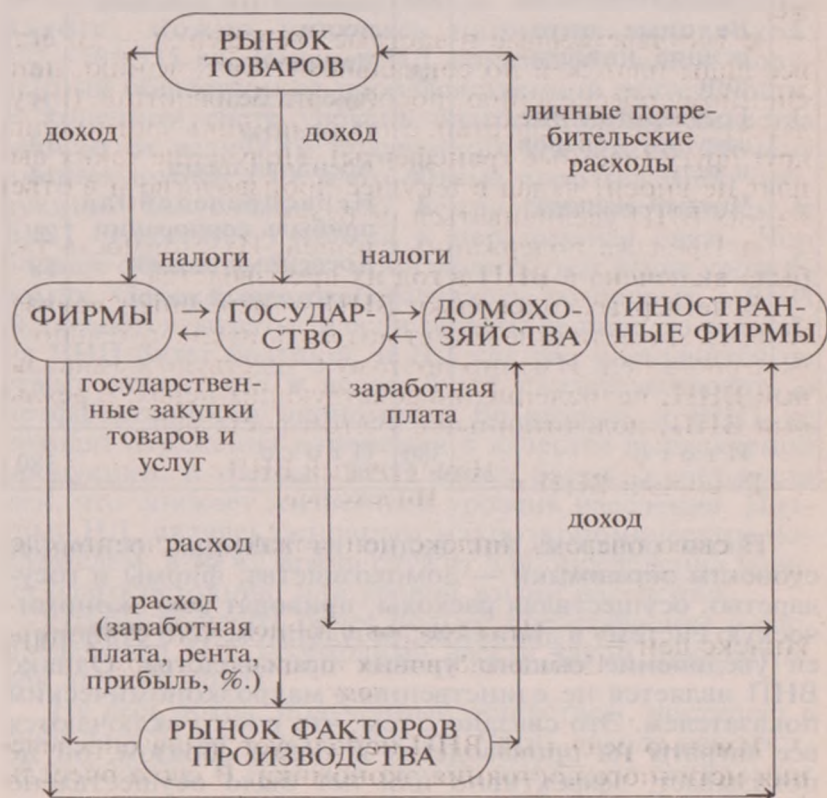 РЫНОК
ТОВАРОВ
доход
доход
личные потре-
бительские
расходы
налоги
налоги
ФИРМЫ
ГОСУДАР-
СТВО
ДОМОХО-
ЗЯЙСТВА
ИНОСТРАН-
НЫЕ ФИРМЫ
государствен-
ные закупки
товаров и
услуг
заработная
плата
расход
доход
расход
(заработная
плата, рента,
прибыль, %.)
РЫНОК ФАКТОРОВ
ПРОИЗВОДСТВА